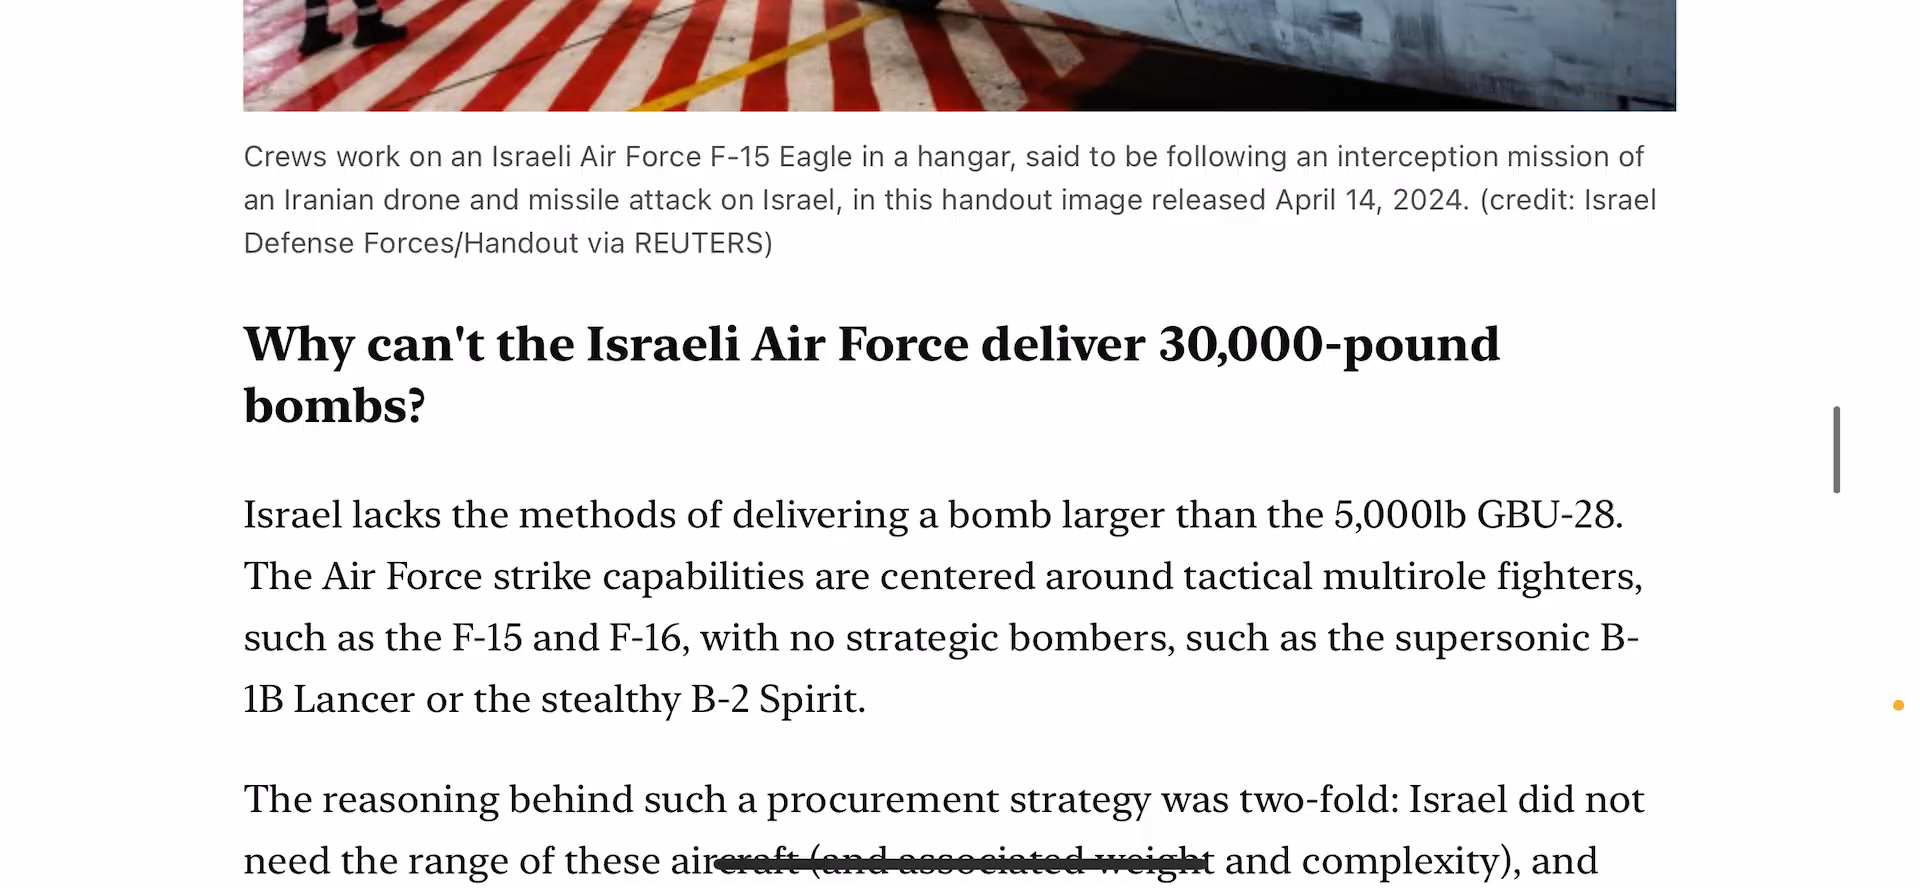 Crews work on an Israeli Air Force F-15 Eagle in a hangar, said to be following an interception mission of
an Iranian drone and missile attack on Israel, in this handout image released April 14, 2024. (credit: Israel
Defense Forces/Handout via REUTERS)
Why can't the Israeli Air Force deliver 30,000-pound
bombs?
Israel lacks the methods of delivering a bomb larger than the 5,000lb GBU-28.
The Air Force strike capabilities are centered around tactical multirole fighters,
such as the F-15 and F-16, with no strategic bombers, such as the supersonic B-
1B Lancer or the stealthy B-2 Spirit.
The reasoning behind such a procurement strategy was two-fold: Israel did not
need the range of these aircraft (and associated weight and complexity), and